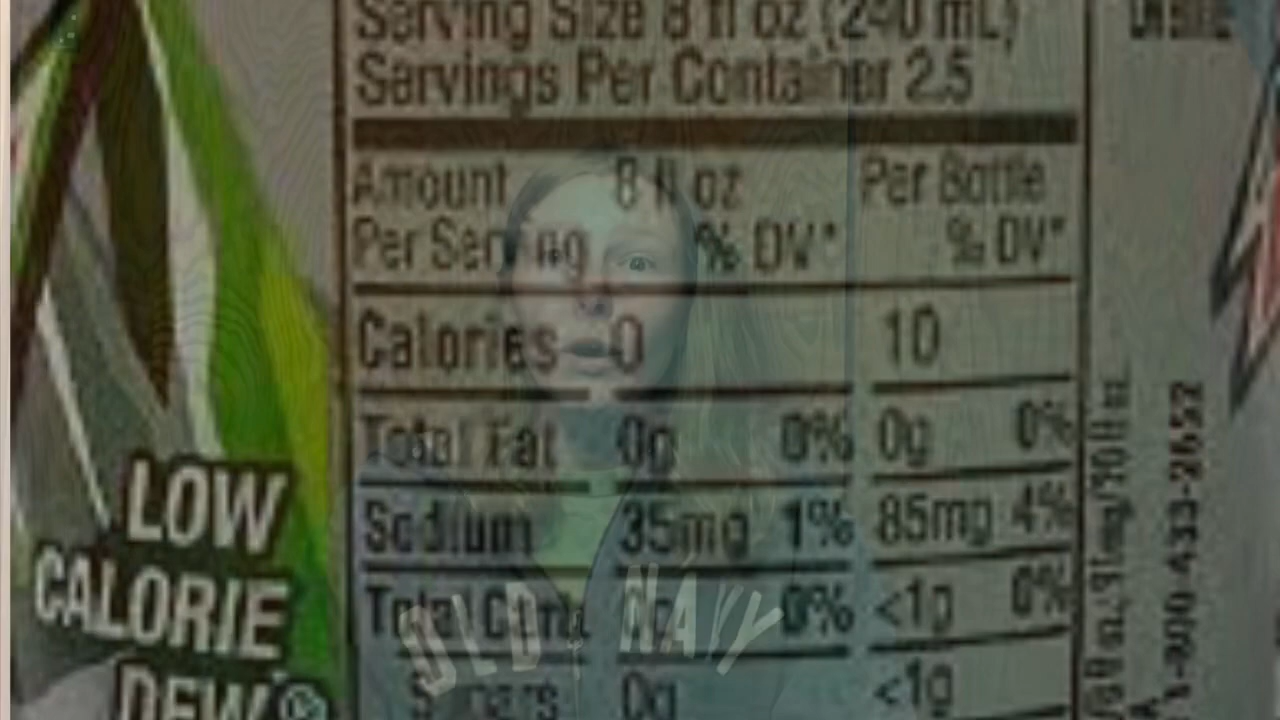 Serving Size 8 fl oz (240 mL)
Servings Per Container 2.5
Amount 8 fl oz Per Bottle
Per Serving % DV* % DV*
Calories 0 10
Total Fat 0g 0% 0g 0%
Sodium 35mg 1% 85mg 4%
Total Carb 0g 0% <1g 0%
Sugars 0g <1g
LOW
CALORIE
DEW®
OLD NAVY
1-800-433-2652